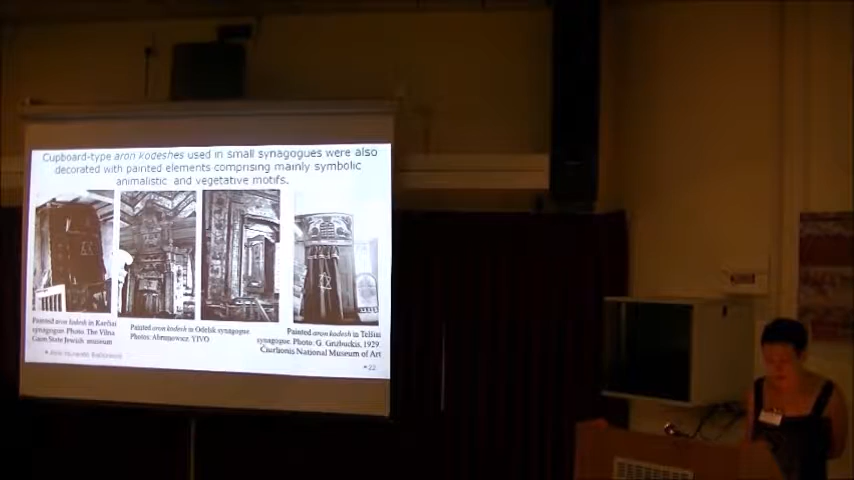 Cupboard-type aron kodeshes used in small synagogues were also
decorated with painted elements comprising mainly symbolic
animalistic and vegetative motifs.
Painted aron kodesh in
synagogue. Photo: The Vilna
Gaon State Jewish museum
Painted aron kodesh in Odelsk synagogue.
Photos: Abramowicz YIVO
Painted aron kodesh in Telšiai
synagogue Photo: G. 1929
Čiurlionis National Museum of Art
22